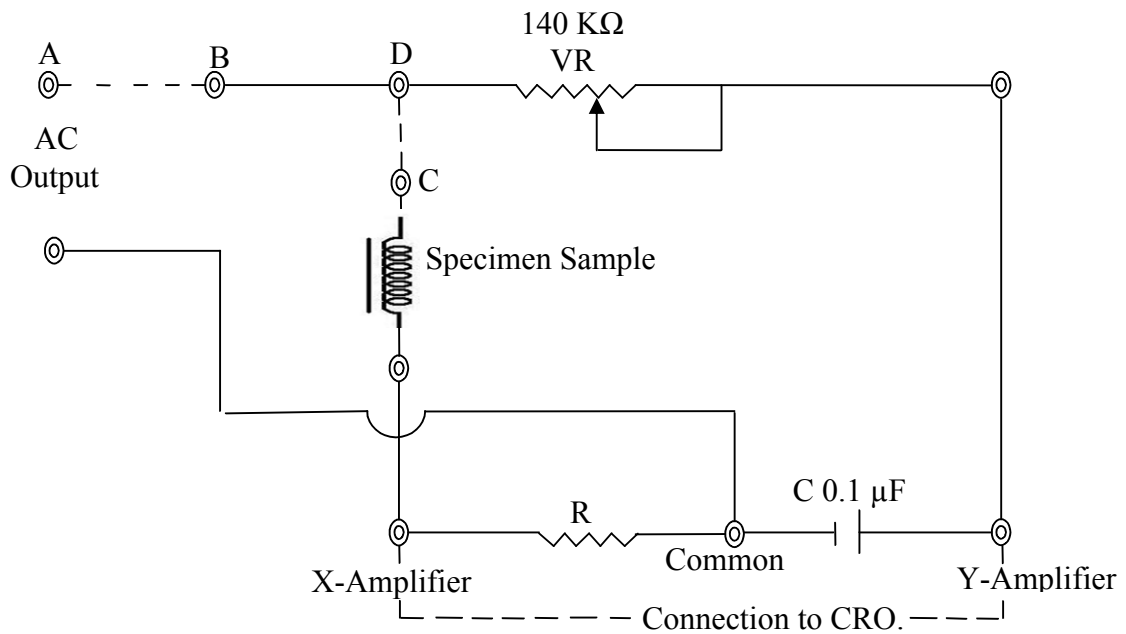 140 KΩ
VR
A
B
D
AC
Output
C
Specimen Sample
C 0.1 µF
R
Common
X-Amplifier
Y-Amplifier
Connection to CRO.